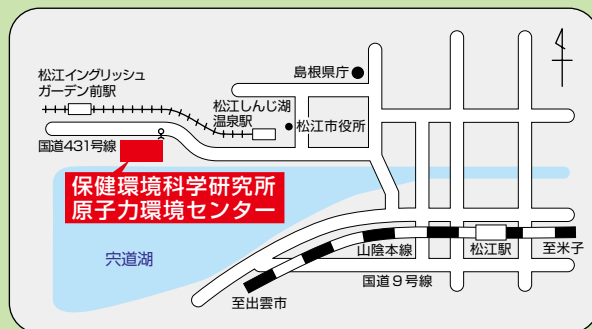 島根県庁
松江イングリッシュ
ガーデン前駅
松江しんじ湖
温泉駅
松江市役所
国道431号線
保健環境科学研究所
原子力環境センター
宍道湖
山陰本線
松江駅
至米子
国道9号線
至出雲市